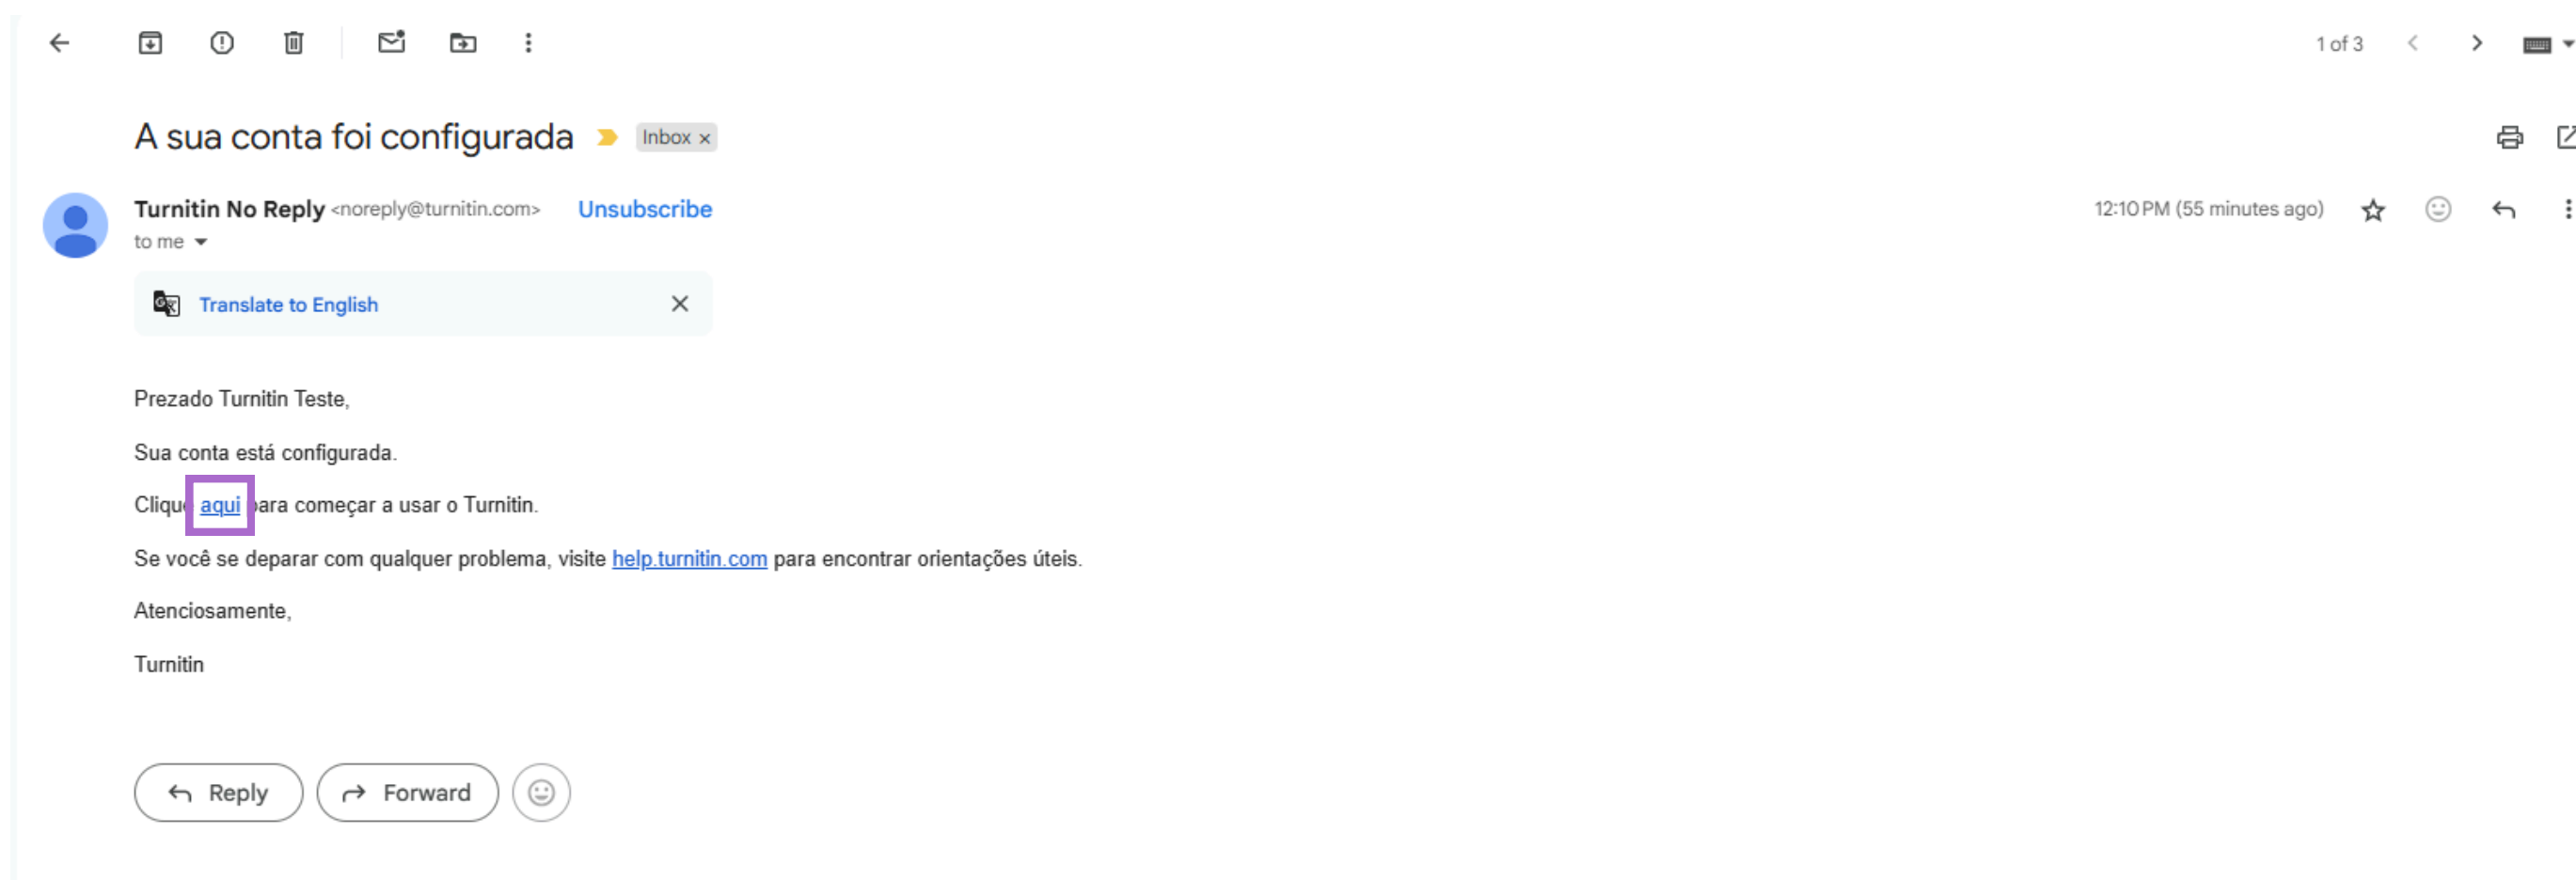 1 of 3
A sua conta foi configurada Inbox ×
Turnitin No Reply <noreply@turnitin.com> Unsubscribe 12:10 PM (55 minutes ago)
to me
Translate to English
Prezado Turnitin Teste,
Sua conta está configurada.
Clique aqui para começar a usar o Turnitin.
Se você se deparar com qualquer problema, visite help.turnitin.com para encontrar orientações úteis.
Atenciosamente,
Turnitin
Reply Forward